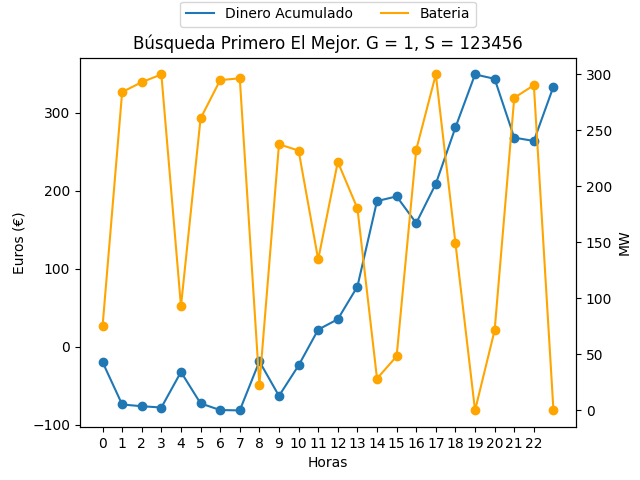 Dinero Acumulado Bateria
Búsqueda Primero El Mejor. G = 1, S = 123456
300
200
100
0
−100
Euros (€)
300
250
200
150
100
50
0
MW
0 1 2 3 4 5 6 7 8 9 10 11 12 13 14 15 16 17 18 19 20 21 22
Horas